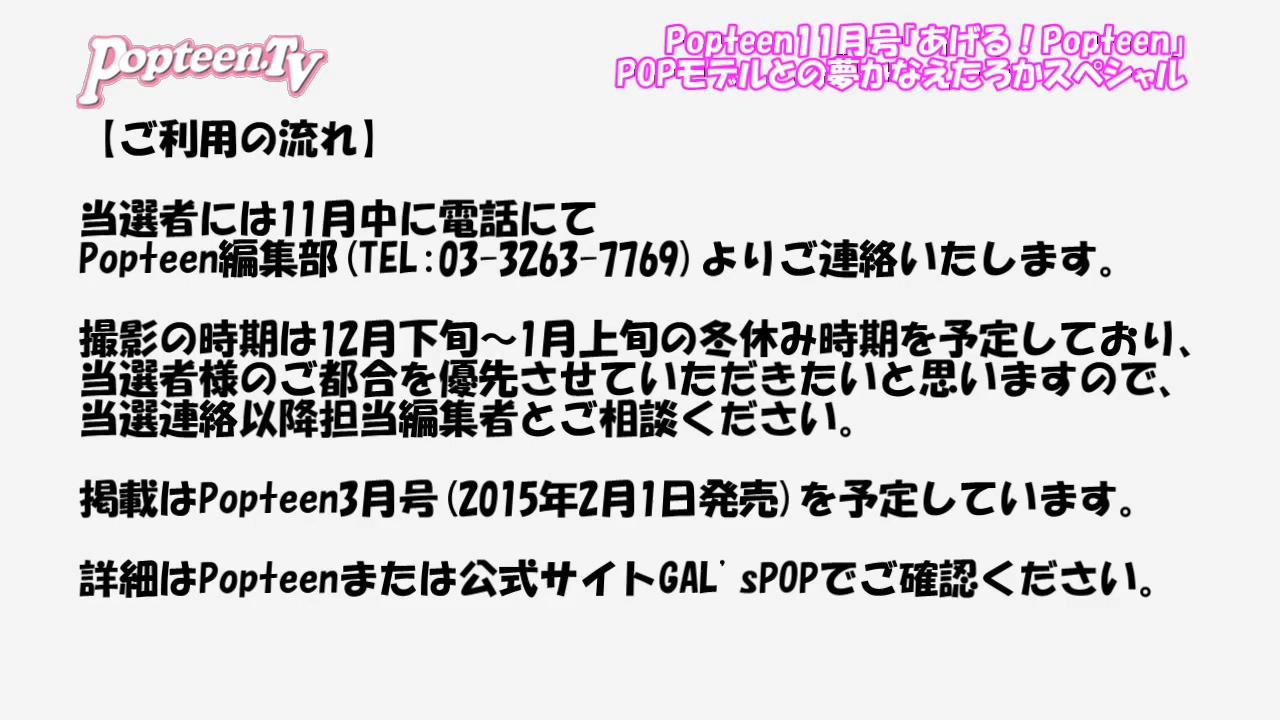 PopteenTV
Popteen11月号「あげる!Popteen」
POPモデルとの夢かなえたろかスペシャル
【ご利用の流れ】
当選者には11月中に電話にて
Popteen編集部(TEL:03-3263-7769)よりご連絡いたします。
撮影の時期は12月下旬~1月上旬の冬休み時期を予定しており、
当選者様のご都合を優先させていただきたいと思いますので、
当選連絡以降担当編集者とご相談ください。
掲載はPopteen3月号(2015年2月1日発売)を予定しています。
詳細はPopteenまたは公式サイトGAL'sPOPでご確認ください。